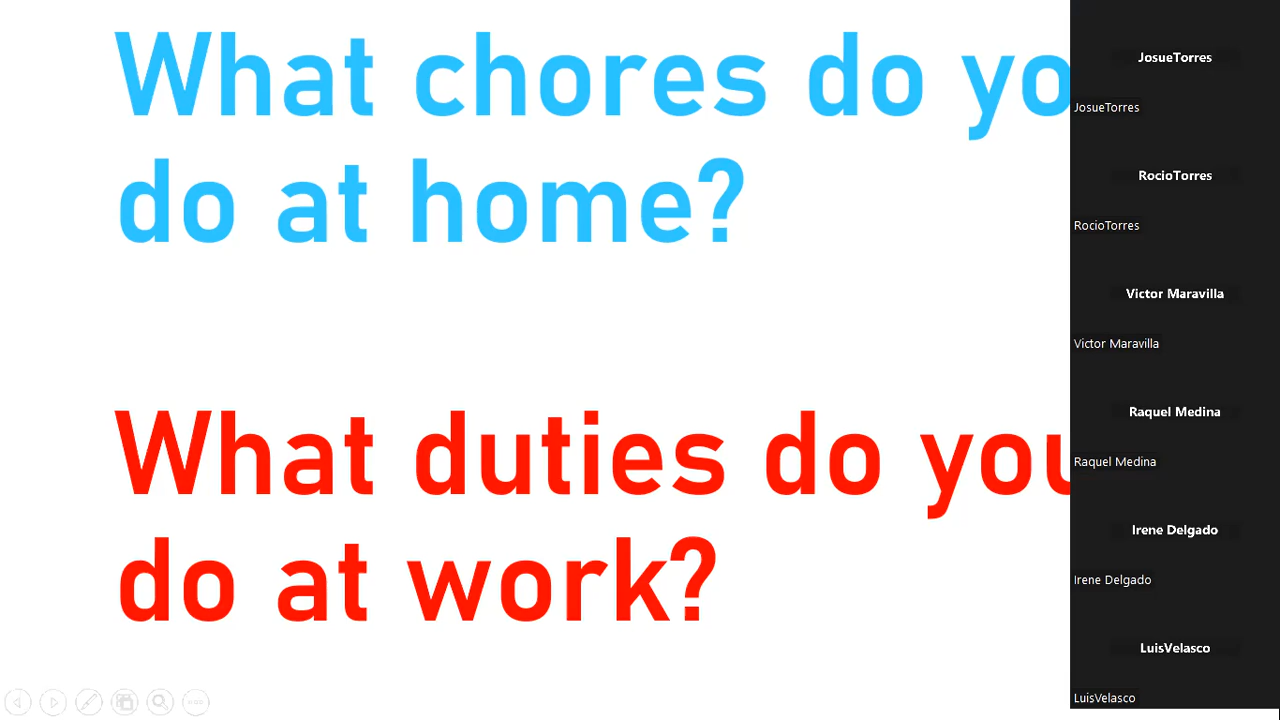 What chores do yo
do at home?
What duties do you
do at work?
JosueTorres
JosueTorres
RocioTorres
RocioTorres
Victor Maravilla
Victor Maravilla
Raquel Medina
Raquel Medina
Irene Delgado
Irene Delgado
LuisVelasco
LuisVelasco